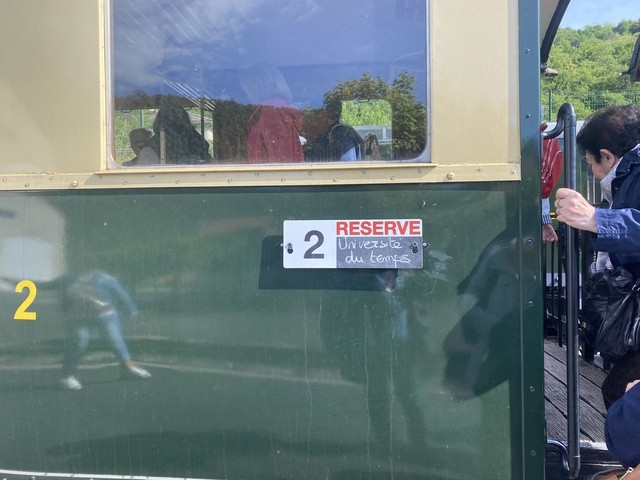 2
RESERVE
Université
du temps
2